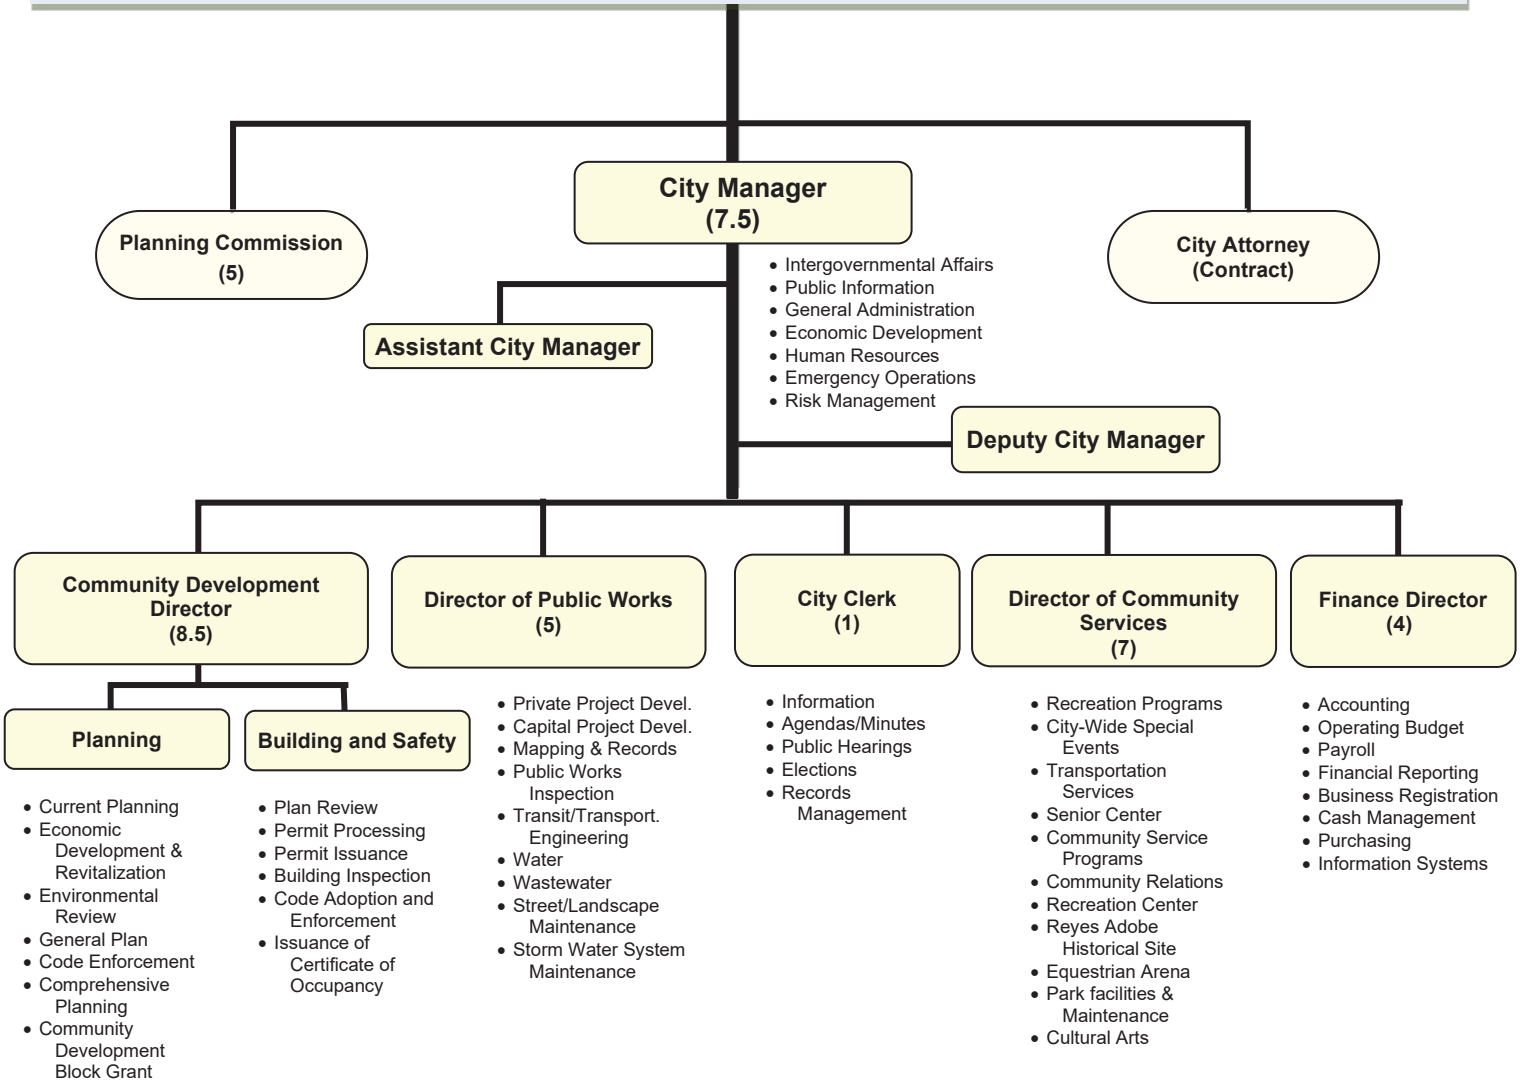 City Manager
(7.5)
Planning Commission
(5)
City Attorney
(Contract)
• Intergovernmental Affairs
• Public Information
• General Administration
• Economic Development
• Human Resources
• Emergency Operations
• Risk Management
Assistant City Manager
Deputy City Manager
Community Development
Director
(8.5)
Director of Public Works
(5)
City Clerk
(1)
Director of Community
Services
(7)
Finance Director
(4)
Planning
Building and Safety
• Current Planning
• Economic
Development &
Revitalization
• Environmental
Review
• General Plan
• Code Enforcement
• Comprehensive
Planning
• Community
Development
Block Grant
• Plan Review
• Permit Processing
• Permit Issuance
• Building Inspection
• Code Adoption and
Enforcement
• Issuance of
Certificate of
Occupancy
• Private Project Devel.
• Capital Project Devel.
• Mapping & Records
• Public Works
Inspection
• Transit/Transport.
Engineering
• Water
• Wastewater
• Street/Landscape
Maintenance
• Storm Water System
Maintenance
• Information
• Agendas/Minutes
• Public Hearings
• Elections
• Records
Management
• Recreation Programs
• City-Wide Special
Events
• Transportation
Services
• Senior Center
• Community Service
Programs
• Community Relations
• Recreation Center
• Reyes Adobe
Historical Site
• Equestrian Arena
• Park facilities &
Maintenance
• Cultural Arts
• Accounting
• Operating Budget
• Payroll
• Financial Reporting
• Business Registration
• Cash Management
• Purchasing
• Information Systems